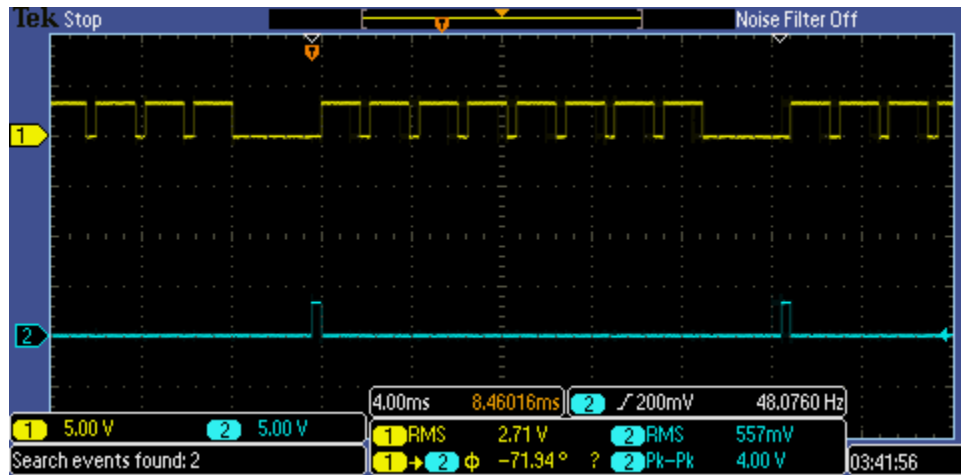 Tek Stop Noise Filter Off
T
T
1
2
4.00ms 8.46016ms 2 200mV 48.0760 Hz
1 5.00 V 2 5.00 V
1 RMS 2.71 V 2 RMS 557mV
Search events found: 2
1 → 2 ϕ −71.94 ° ? 2 Pk–Pk 4.00 V
03:41:56